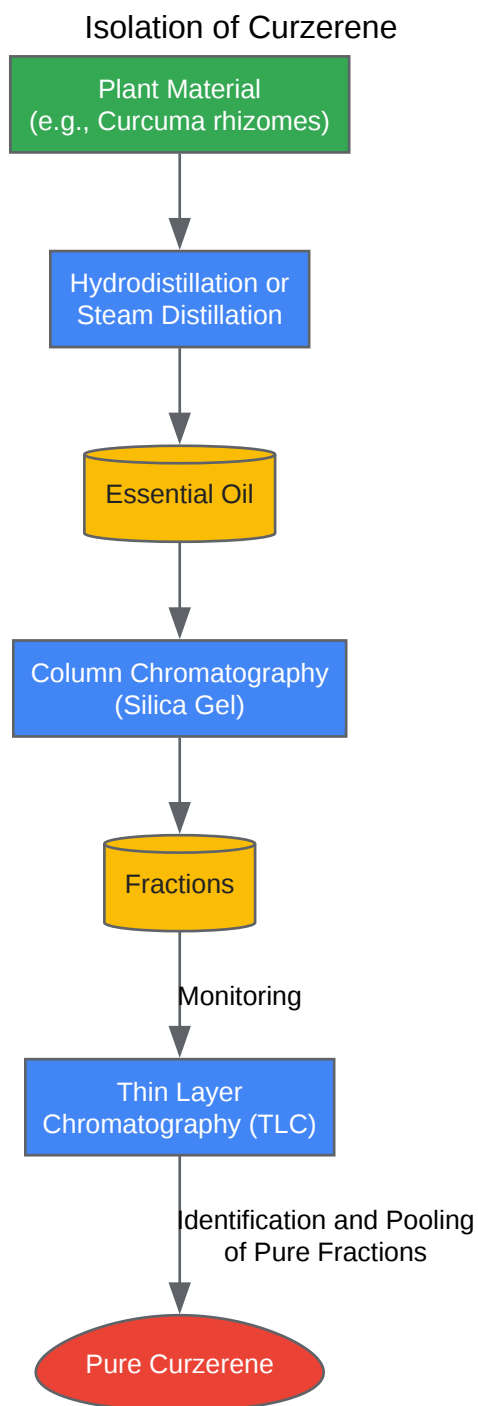 Isolation of Curzerene
Plant Material
(e.g., Curcuma rhizomes)
Hydrodistillation or
Steam Distillation
Essential Oil
Column Chromatography
(Silica Gel)
Fractions
Monitoring
Thin Layer
Chromatography (TLC)
Identification and Pooling
of Pure Fractions
Pure Curzerene